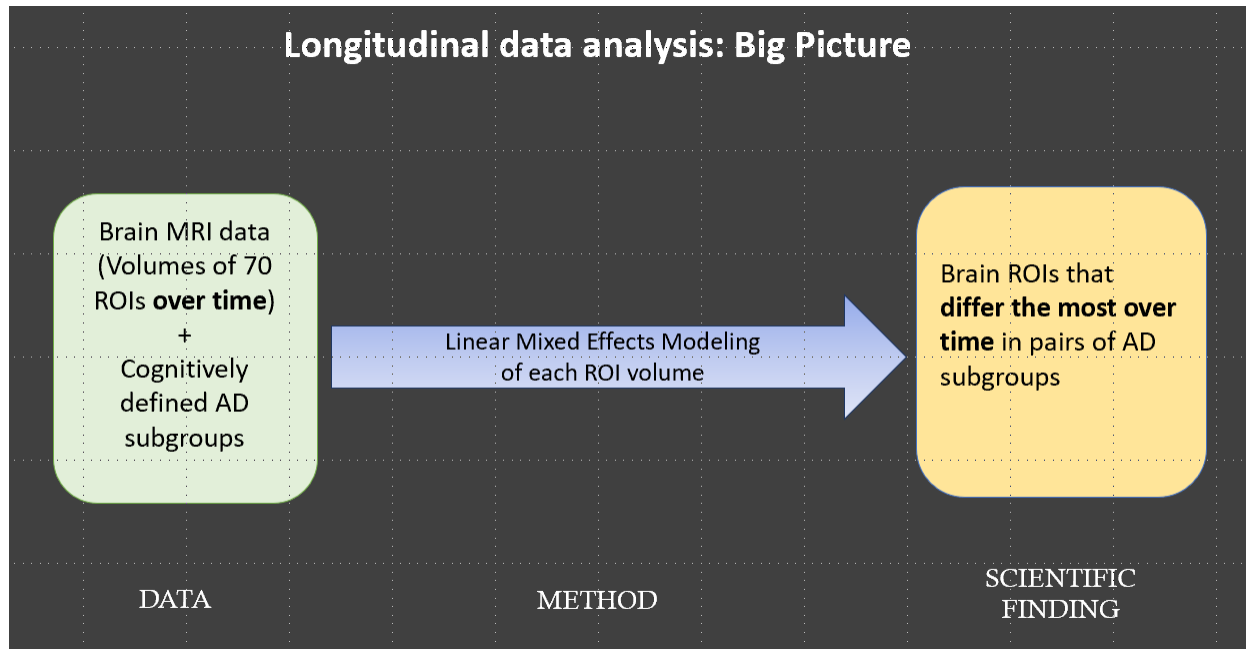 Longitudinal data analysis: Big Picture
Brain MRI data
(Volumes of 70
ROIs over time)
+
Cognitively
defined AD
subgroups
Linear Mixed Effects Modeling
of each ROI volume
Brain ROIs that
differ the most over
time in pairs of AD
subgroups
DATA
METHOD
SCIENTIFIC
FINDING